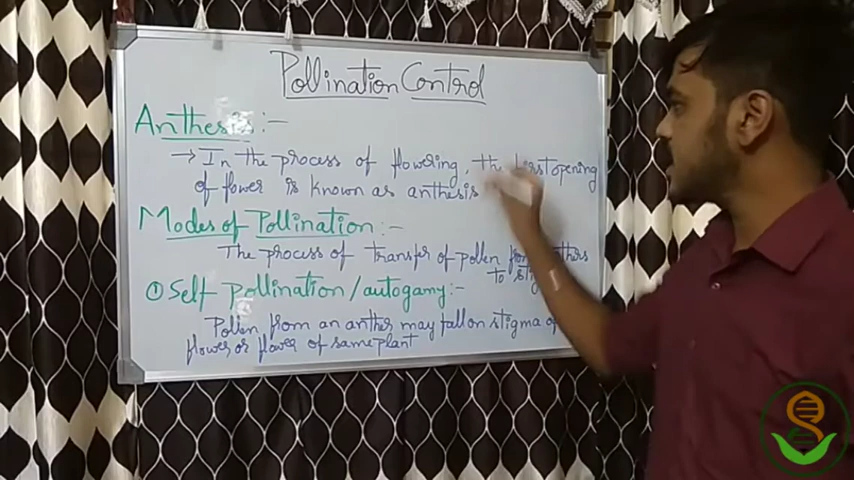 Pollination Control
Anthesis :-
→ In the process of flowering, the first opening
of flower is known as anthesis
Modes of Pollination :-
The process of transfer of pollen from anthers
to
① Self pollination/autogamy :-
Pollen from an anther may fall on stigma of
flower or flower of same plant